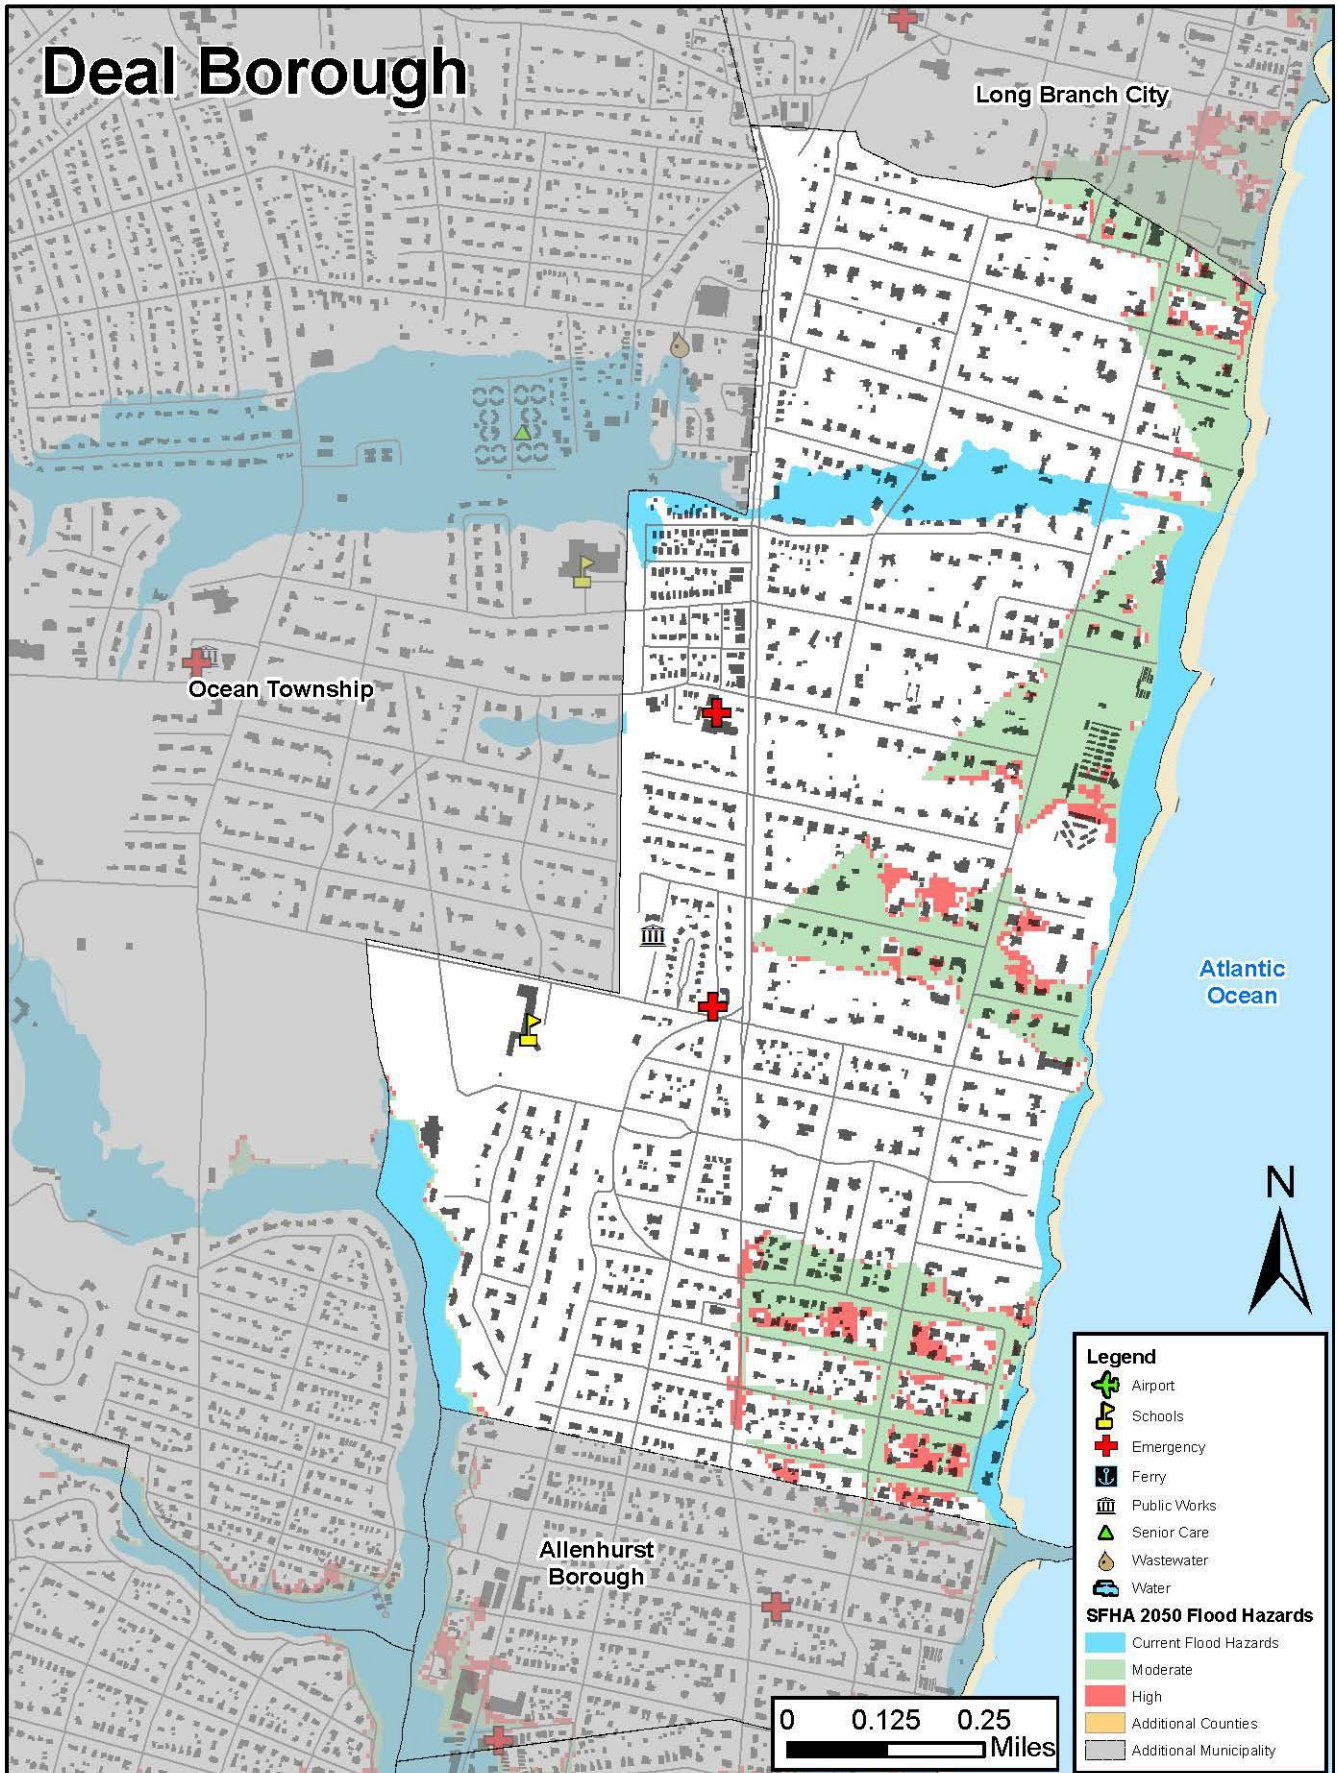 Deal Borough
Long Branch City
Ocean Township
Atlantic
Ocean
N
Allenhurst
Borough
Legend
Airport
Schools
Emergency
Ferry
Public Works
Senior Care
Wastewater
Water
SFHA 2050 Flood Hazards
Current Flood Hazards
Moderate
High
Additional Counties
Additional Municipality
0 0.125 0.25
Miles